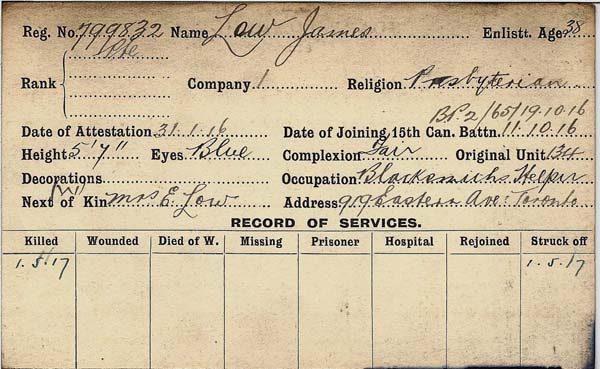 Reg. No. 799832 Name Low James Enlistt. Age 38
Pte
Rank Company 1 Religion Presbyterian
B.P.2/65/19.10.16
Date of Attestation 31.1.16 Date of Joining 15th Can. Battn. 11.10.16
Height 5'7" Eyes Blue Complexion Fair Original Unit 134
Decorations Occupation Blacksmiths Helper
Next of Kin Mrs E. Low Address 919 Eastern Ave. Toronto
RECORD OF SERVICES.
Killed Wounded Died of W. Missing Prisoner Hospital Rejoined Struck off
1.5.17 1.5.17